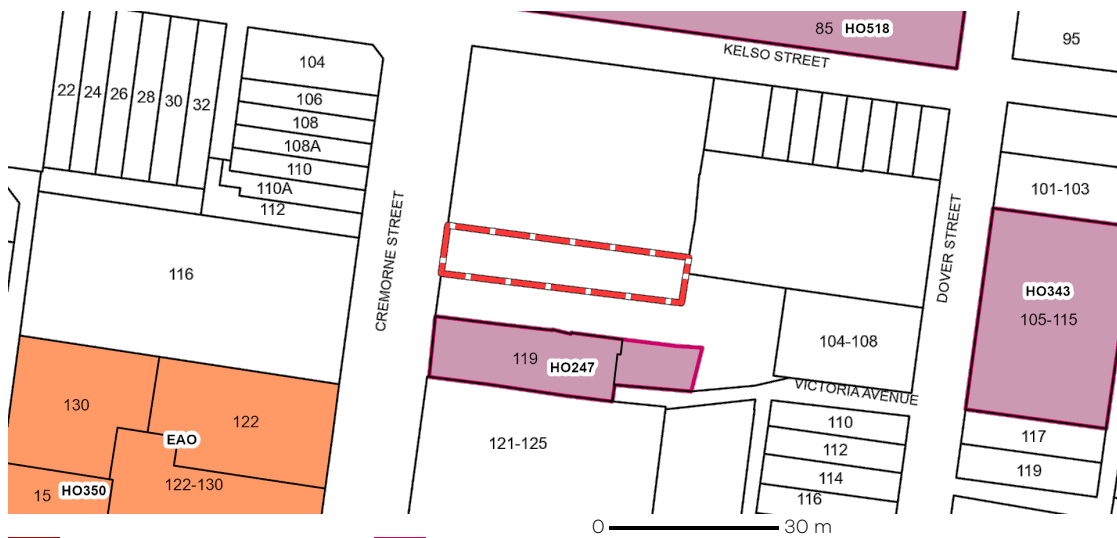 85 HO518
95
KELSO STREET
104
22 24 26 28 30 32
106
108
108A
110
110A
112
101-103
CREMORNE STREET
DOVER STREET
116
HO343
105-115
104-108
119 HO247
VICTORIA AVENUE
130
122
EAO
121-125
110
112
114
116
117
119
15 HO350
122-130
0 30 m